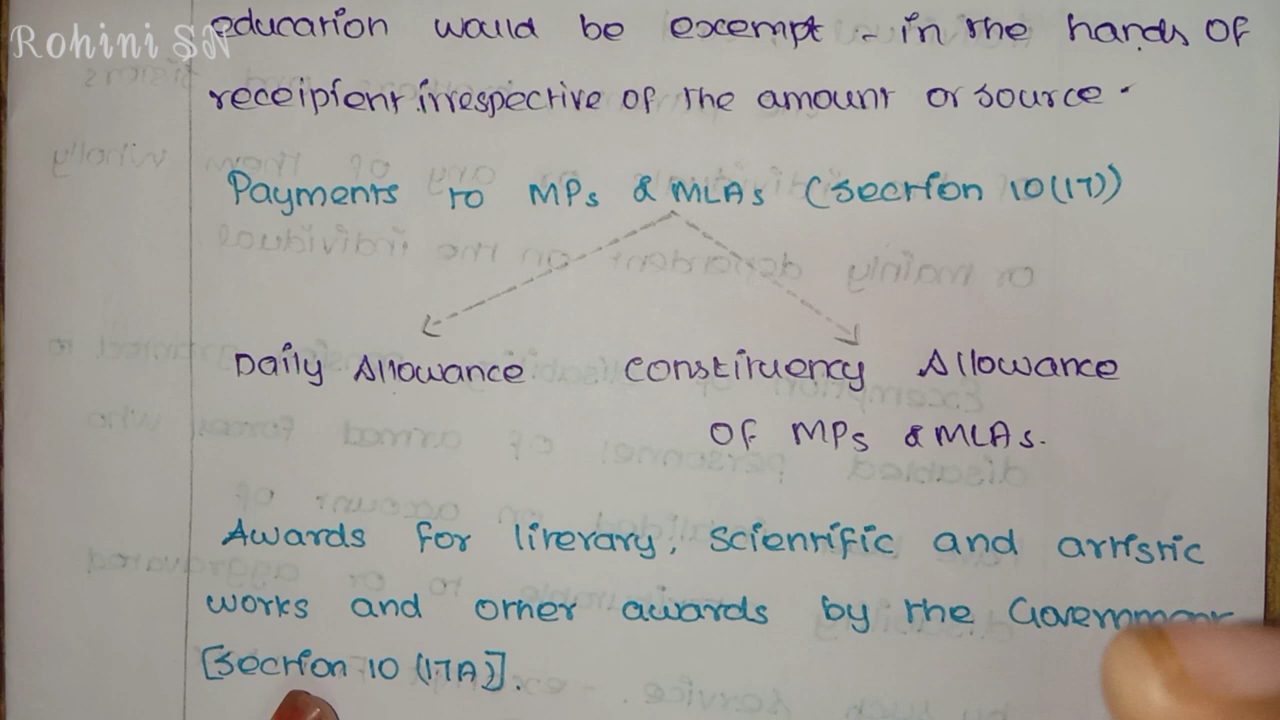 Rohini SN
education would be exempt - in the hands of
receipient irrespective of the amount or source.
Payments to MPs & MLAs (Section 10(17))
Daily Allowance Constituency Allowance
of MPs & MLAs.
Awards for literary, scientific and artistic
works and other awards by the Government
[Section 10 (17A)].